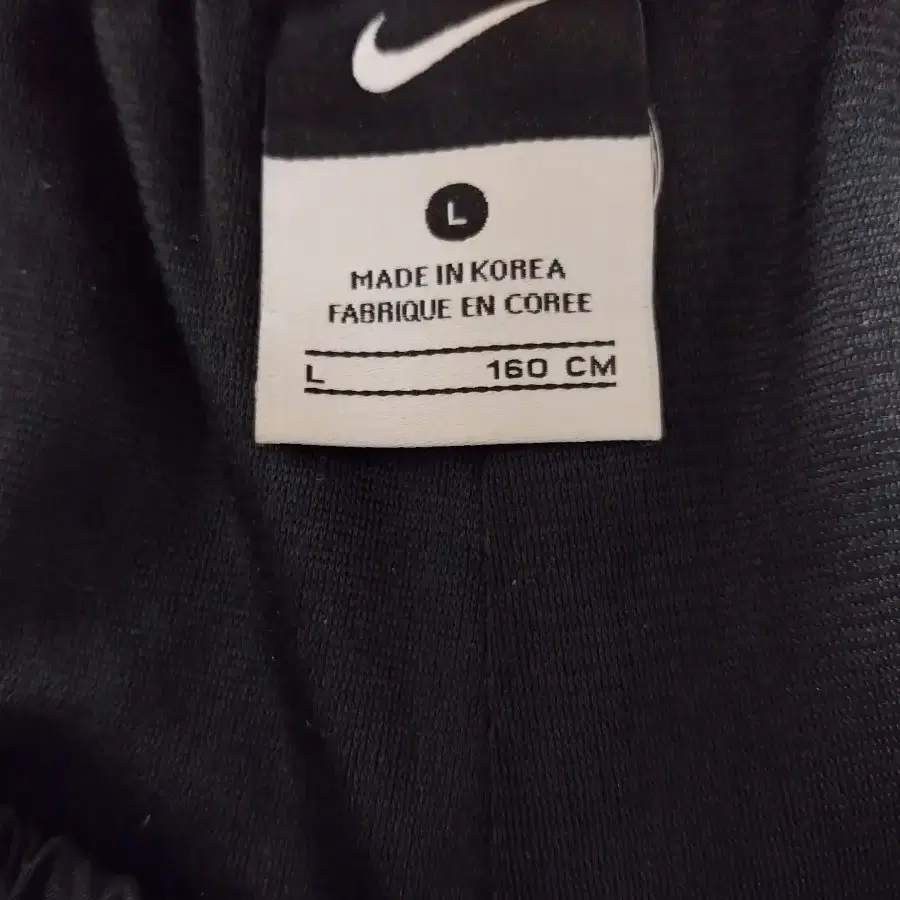 L
MADE IN KOREA
FABRIQUE EN COREE
L 160 CM